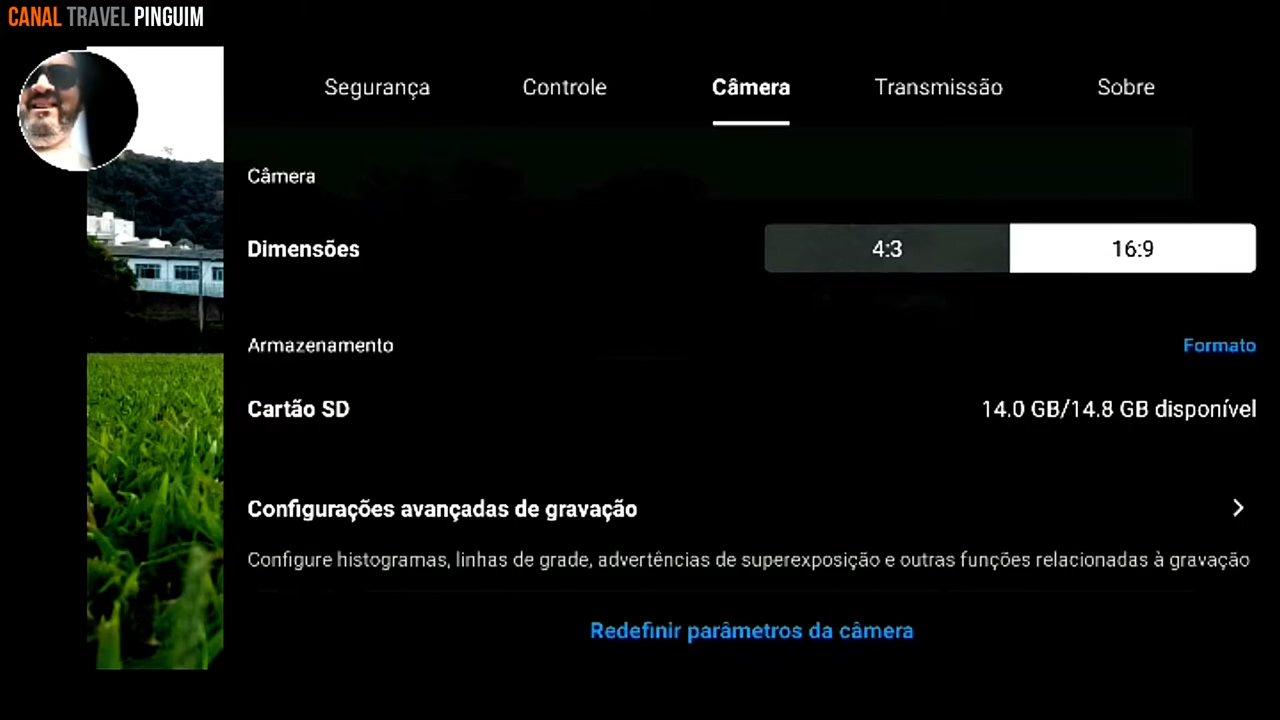 CANAL TRAVEL PINGUIM
Segurança Controle Câmera Transmissão Sobre
Câmera
Dimensões 4:3 16:9
Armazenamento Formato
Cartão SD 14.0 GB/14.8 GB disponível
Configurações avançadas de gravação
Configure histogramas, linhas de grade, advertências de superexposição e outras funções relacionadas à gravação
Redefinir parâmetros da câmera